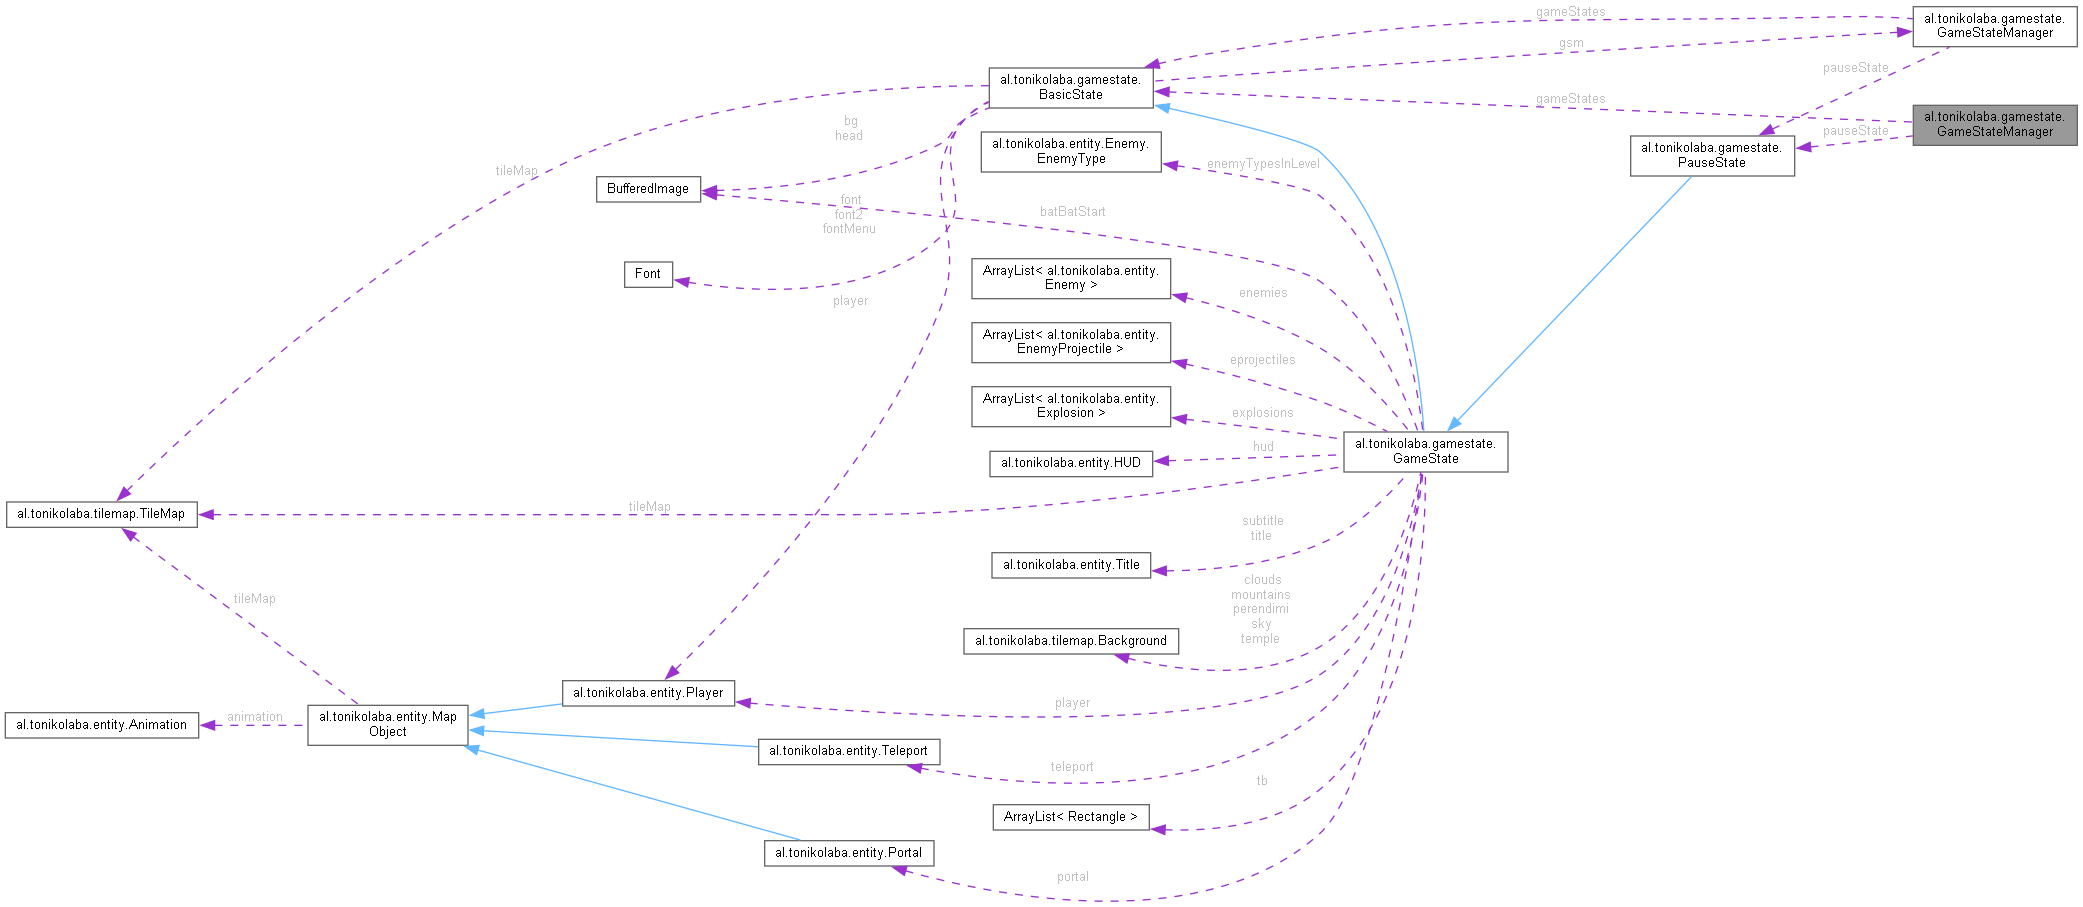 gameStates
al.tonikolaba.gamestate.
GameStateManager
gsm
pauseState
al.tonikolaba.gamestate.
BasicState
gameStates
al.tonikolaba.gamestate.
GameStateManager
bg
head
pauseState
al.tonikolaba.entity.Enemy.
EnemyType
al.tonikolaba.gamestate.
PauseState
enemyTypesInLevel
tileMap
BufferedImage
font
font2
fontMenu
batBatStart
Font
ArrayList< al.tonikolaba.entity.
Enemy >
enemies
player
ArrayList< al.tonikolaba.entity.
EnemyProjectile >
eprojectiles
ArrayList< al.tonikolaba.entity.
Explosion >
explosions
hud
al.tonikolaba.gamestate.
GameState
al.tonikolaba.entity.HUD
tileMap
al.tonikolaba.tilemap.TileMap
subtitle
title
al.tonikolaba.entity.Title
clouds
mountains
perendimi
sky
temple
tileMap
al.tonikolaba.tilemap.Background
al.tonikolaba.entity.Player
player
al.tonikolaba.entity.Animation
animation
al.tonikolaba.entity.Map
Object
al.tonikolaba.entity.Teleport
teleport
tb
ArrayList< Rectangle >
al.tonikolaba.entity.Portal
portal